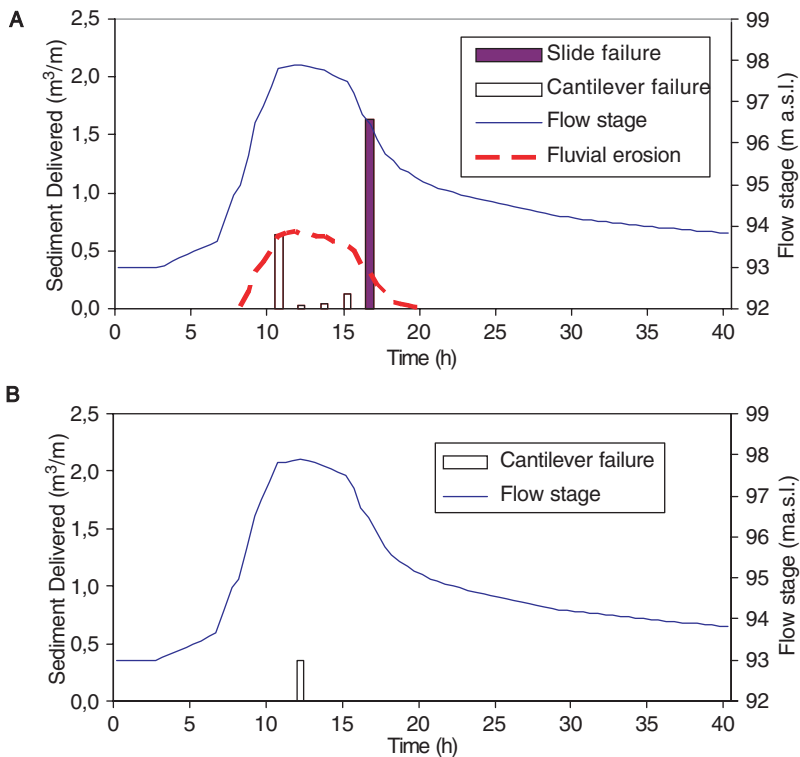 A
Sediment Delivered (m³/m)
2,5
2,0
1,5
1,0
0,5
0,0
Slide failure
Cantilever failure
Flow stage
Fluvial erosion
99
98
97
96
95
94
93
92
Flow stage (m a.s.l.)
0 5 10 15 20 25 30 35 40
Time (h)
B
Sediment Delivered (m³/m)
2,5
2,0
1,5
1,0
0,5
0,0
Cantilever failure
Flow stage
99
98
97
96
95
94
93
92
Flow stage (ma.s.l.)
0 5 10 15 20 25 30 35 40
Time (h)